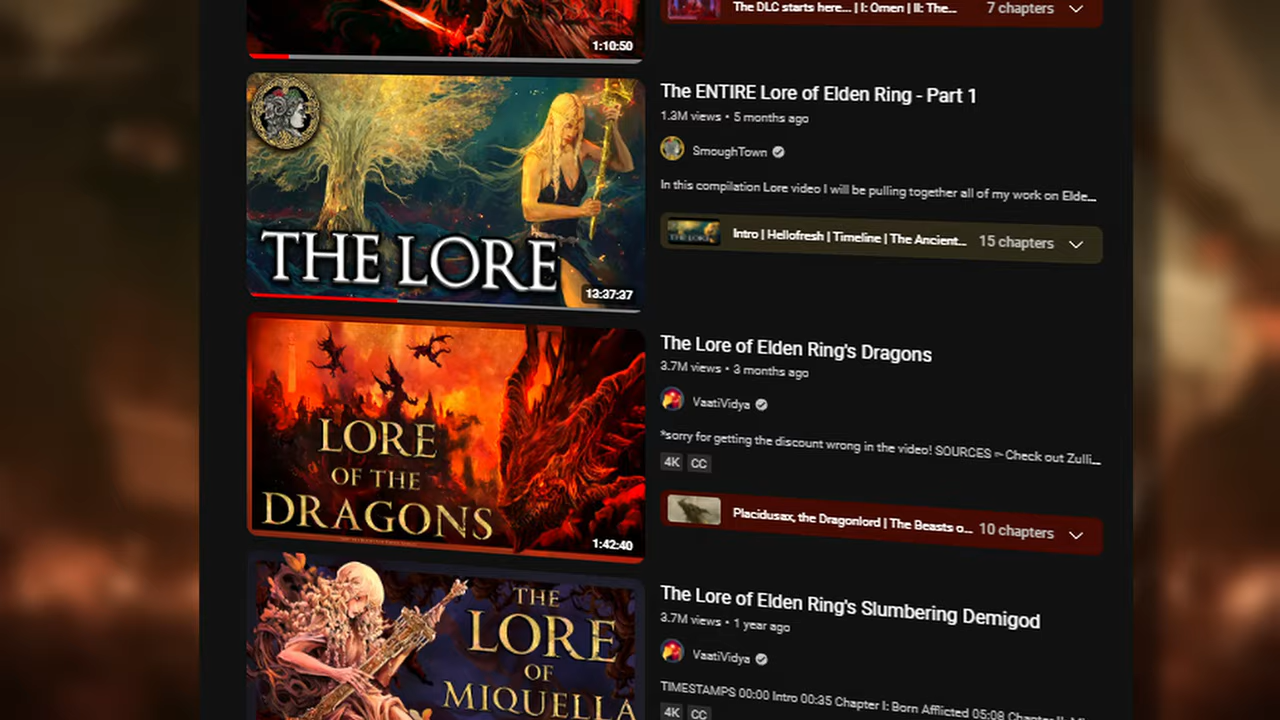 The DLC starts here... | I: Omen | II: The...
7 chapters
1:10:50
The ENTIRE Lore of Elden Ring - Part 1
1.3M views • 5 months ago
SmoughTown
In this compilation Lore video I will be pulling together all of my work on Elde...
THE LORE
Intro | Hellofresh | Timeline | The Ancient...
15 chapters
13:37:37
The Lore of Elden Ring's Dragons
3.7M views • 3 months ago
VaatiVidya
*sorry for getting the discount wrong in the video! SOURCES ➳ Check out Zulli...
4K CC
LORE
OF THE
DRAGONS
Placidusax, the Dragonlord | The Beasts o...
10 chapters
1:42:40
The Lore of Elden Ring's Slumbering Demigod
3.7M views • 1 year ago
VaatiVidya
TIMESTAMPS 00:00 Intro 00:35 Chapter I: Born Afflicted 05:08
4K CC
THE
LORE
OF
MIQUELLA